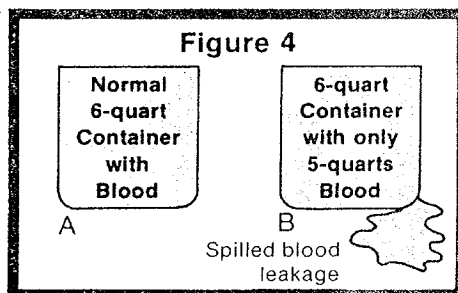 Figure 4
Normal
6-quart
Container
with
Blood
A
6-quart
Container
with only
5-quarts
Blood
B
Spilled blood
leakage